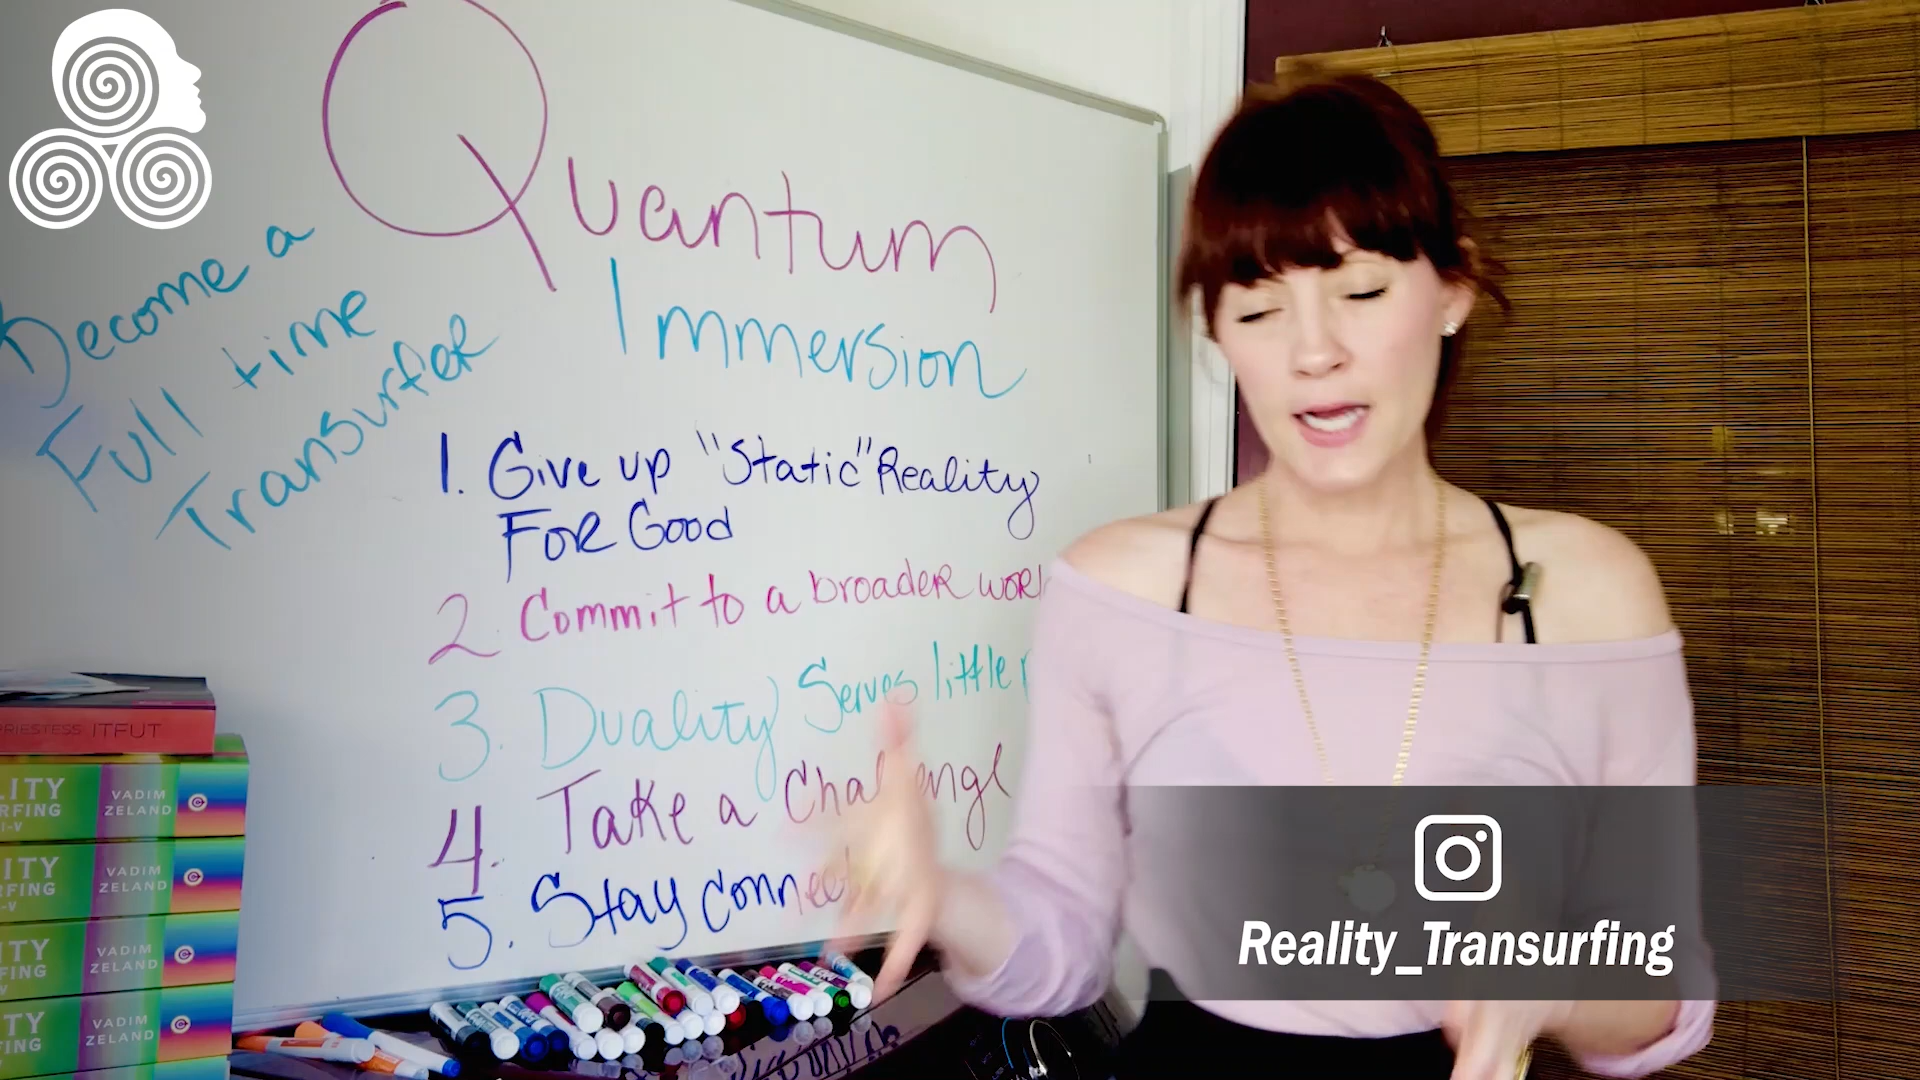 Quantum
Immersion
Become a
Full time
Transurfer
1. Give up "Static" Reality
For Good
2. Commit to a broader
3. Duality Serves little
4. Take a Challenge
5. Stay
PRIESTESS ITFUT
VADIM
ZELAND
VADIM
ZELAND
VADIM
ZELAND
VADIM
ZELAND
Reality_Transurfing